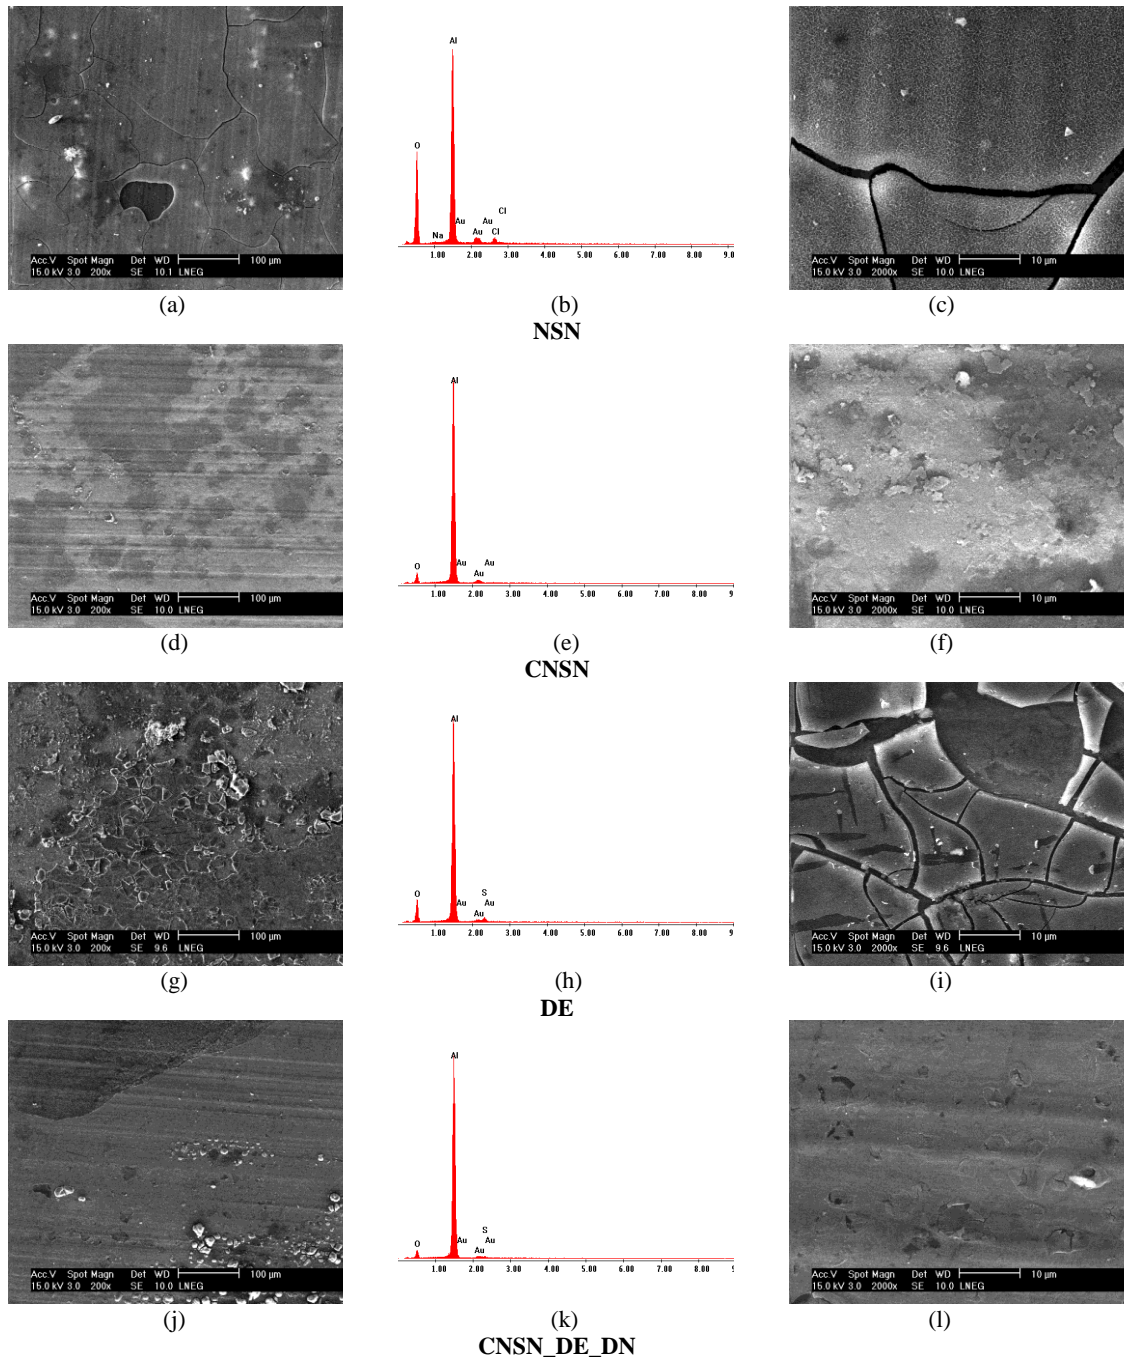 Acc.V Spot Magn Det WD 100 µm
15.0 kV 3.0 200x SE 10.1 LNEG
(a)
Al
O
Cl
Au Au
Na Au Cl
1.00 2.00 3.00 4.00 5.00 6.00 7.00 8.00 9.0
(b)
Acc.V Spot Magn Det WD 10 µm
15.0 kV 3.0 2000x SE 10.0 LNEG
(c)
NSN
Acc.V Spot Magn Det WD 100 µm
15.0 kV 3.0 200x SE 10.0 LNEG
(d)
Al
O Au Au
Au
1.00 2.00 3.00 4.00 5.00 6.00 7.00 8.00 9
(e)
Acc.V Spot Magn Det WD 10 µm
15.0 kV 3.0 2000x SE 10.0 LNEG
(f)
CNSN
Acc.V Spot Magn Det WD 100 µm
15.0 kV 3.0 200x SE 9.6 LNEG
(g)
Al
O S
Au Au
Au
1.00 2.00 3.00 4.00 5.00 6.00 7.00 8.00 9
(h)
Acc.V Spot Magn Det WD 10 µm
15.0 kV 3.0 2000x SE 9.6 LNEG
(i)
DE
Acc.V Spot Magn Det WD 100 µm
15.0 kV 3.0 200x SE 10.0 LNEG
(j)
Al
S
O Au Au
Au
1.00 2.00 3.00 4.00 5.00 6.00 7.00 8.00
(k)
Acc.V Spot Magn Det WD 10 µm
15.0 kV 3.0 2000x SE 10.0 LNEG
(l)
CNSN_DE_DN